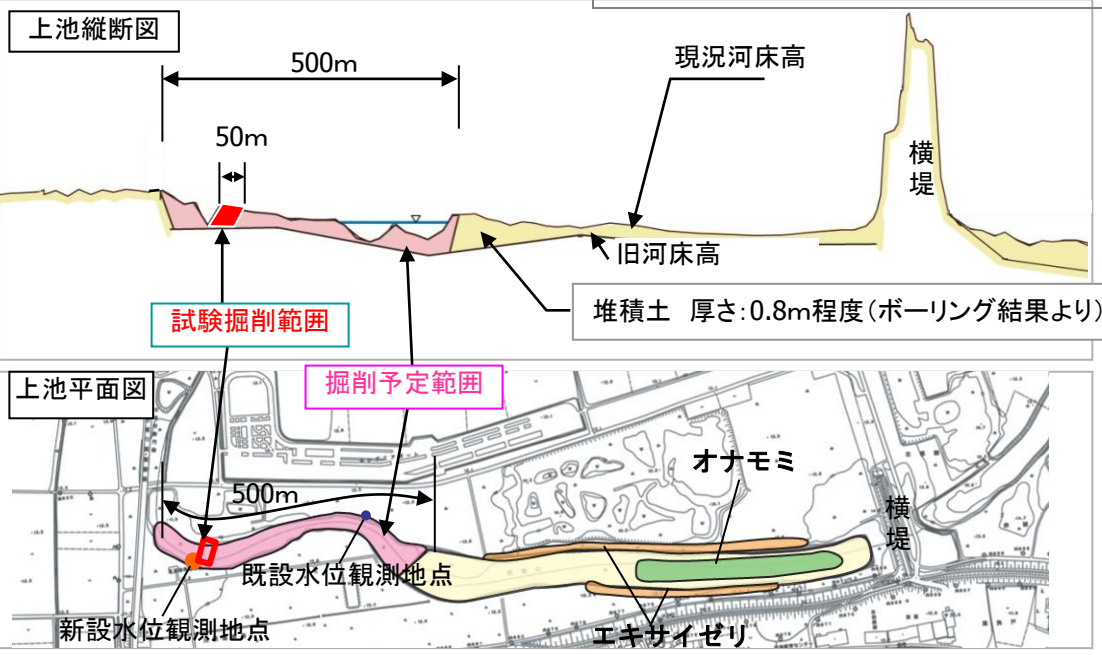 上池縦断図
500m
現況河床高
50m
横堤
旧河床高
堆積土 厚さ:0.8m程度(ボーリング結果より)
試験掘削範囲
掘削予定範囲
上池平面図
オナモミ
500m
横堤
既設水位観測地点
新設水位観測地点
エキサイゼリ